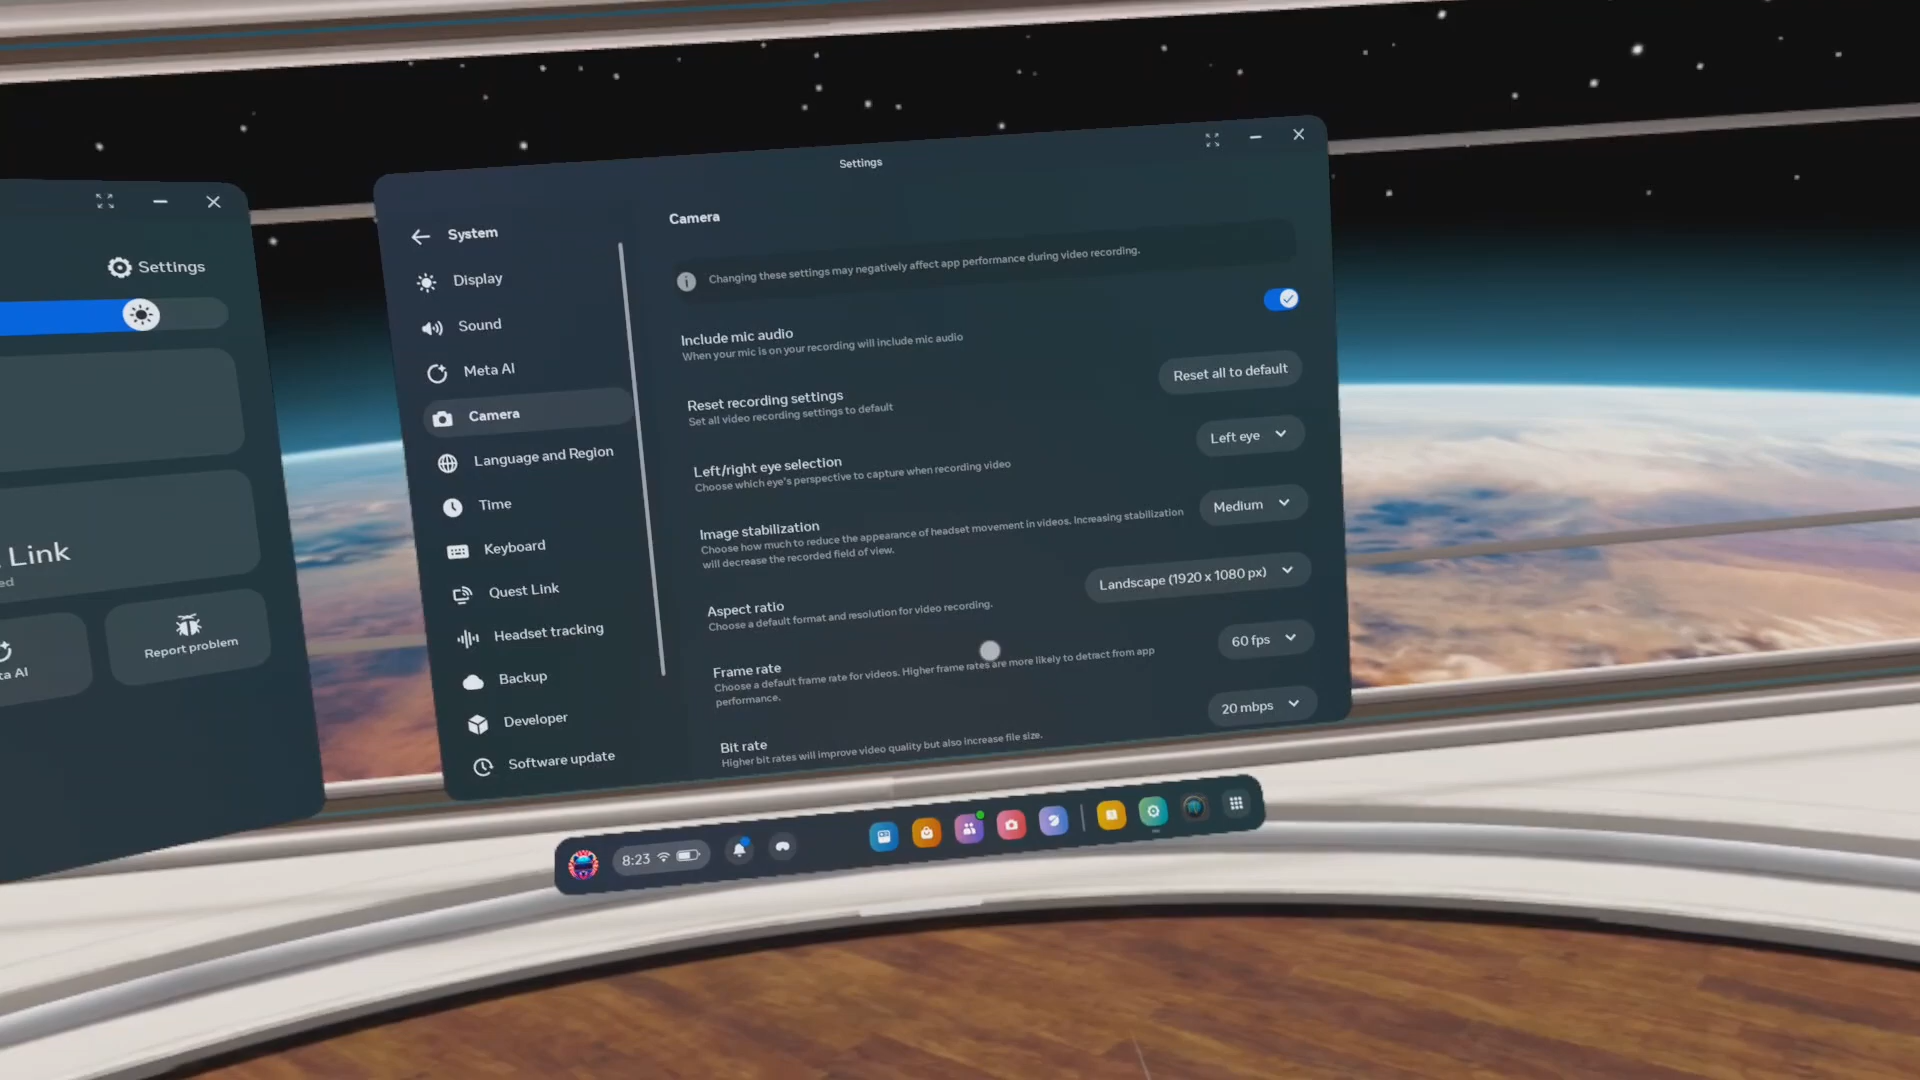 Settings
Link
ed
ta AI
Report problem
Settings
System
Display
Sound
Meta AI
Camera
Language and Region
Time
Keyboard
Quest Link
Headset tracking
Backup
Developer
Software update
Camera
Changing these settings may negatively affect app performance during video recording.
Include mic audio
When your mic is on your recording will include mic audio
Reset recording settings
Set all video recording settings to default
Reset all to default
Left/right eye selection
Choose which eye's perspective to capture when recording video
Left eye
Image stabilization
Choose how much to reduce the appearance of headset movement in videos. Increasing stabilization
will decrease the recorded field of view.
Medium
Aspect ratio
Choose a default format and resolution for video recording.
Landscape (1920 x 1080 px)
Frame rate
Choose a default frame rate for videos. Higher frame rates are more likely to detract from app
performance.
60 fps
Bit rate
Higher bit rates will improve video quality but also increase file size.
20 mbps
8:23